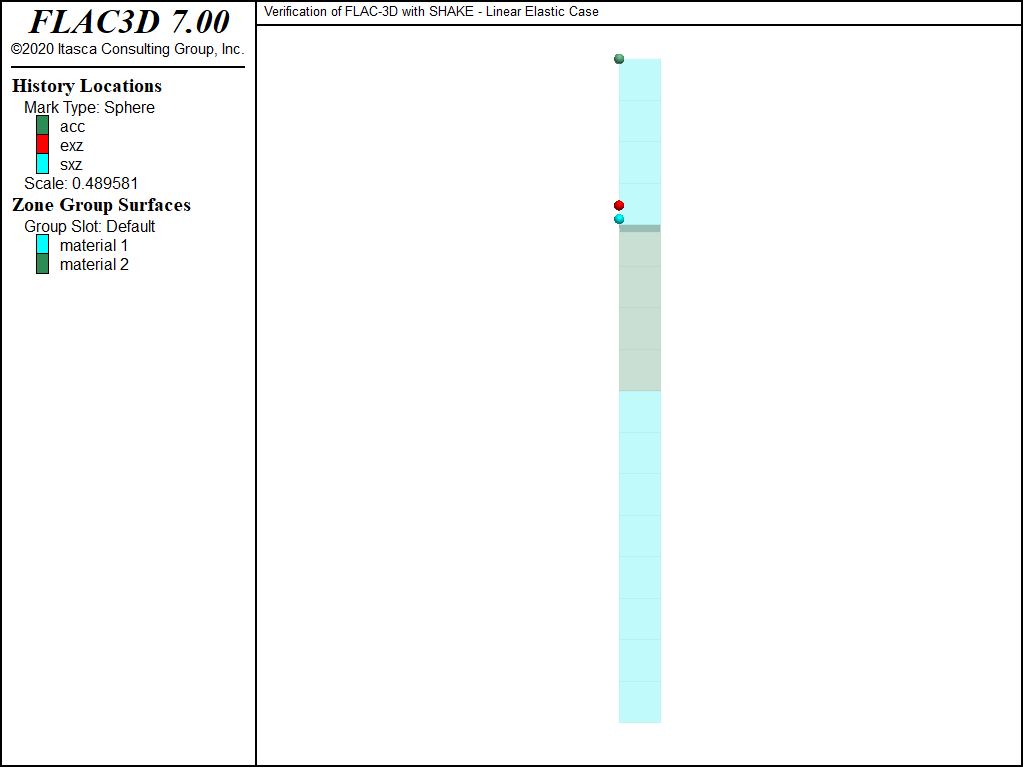 FLAC3D 7.00
©2020 Itasca Consulting Group, Inc.
History Locations
Mark Type: Sphere
acc
exz
sxz
Scale: 0.489581
Zone Group Surfaces
Group Slot: Default
material 1
material 2
Verification of FLAC-3D with SHAKE - Linear Elastic Case